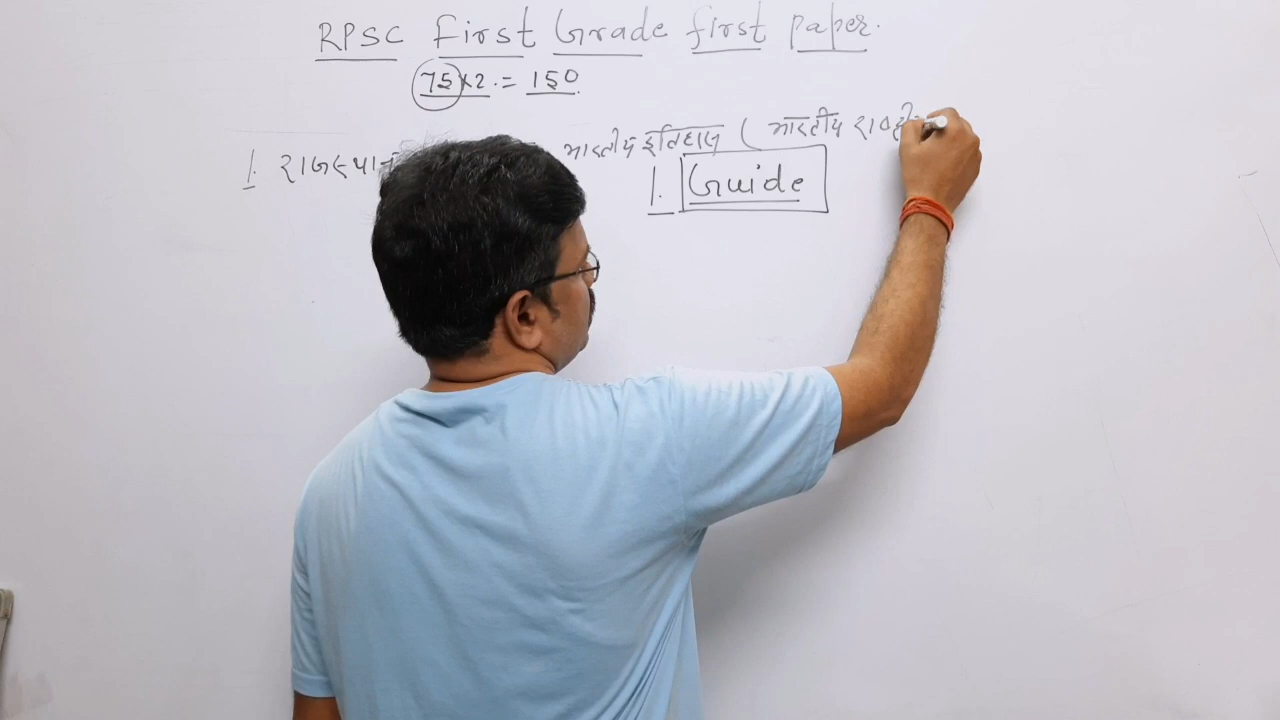 RPSC First Grade first paper.
75×2 = 150
1. राजस्थान भारतीय इतिहास ( भारतीय
1. Guide